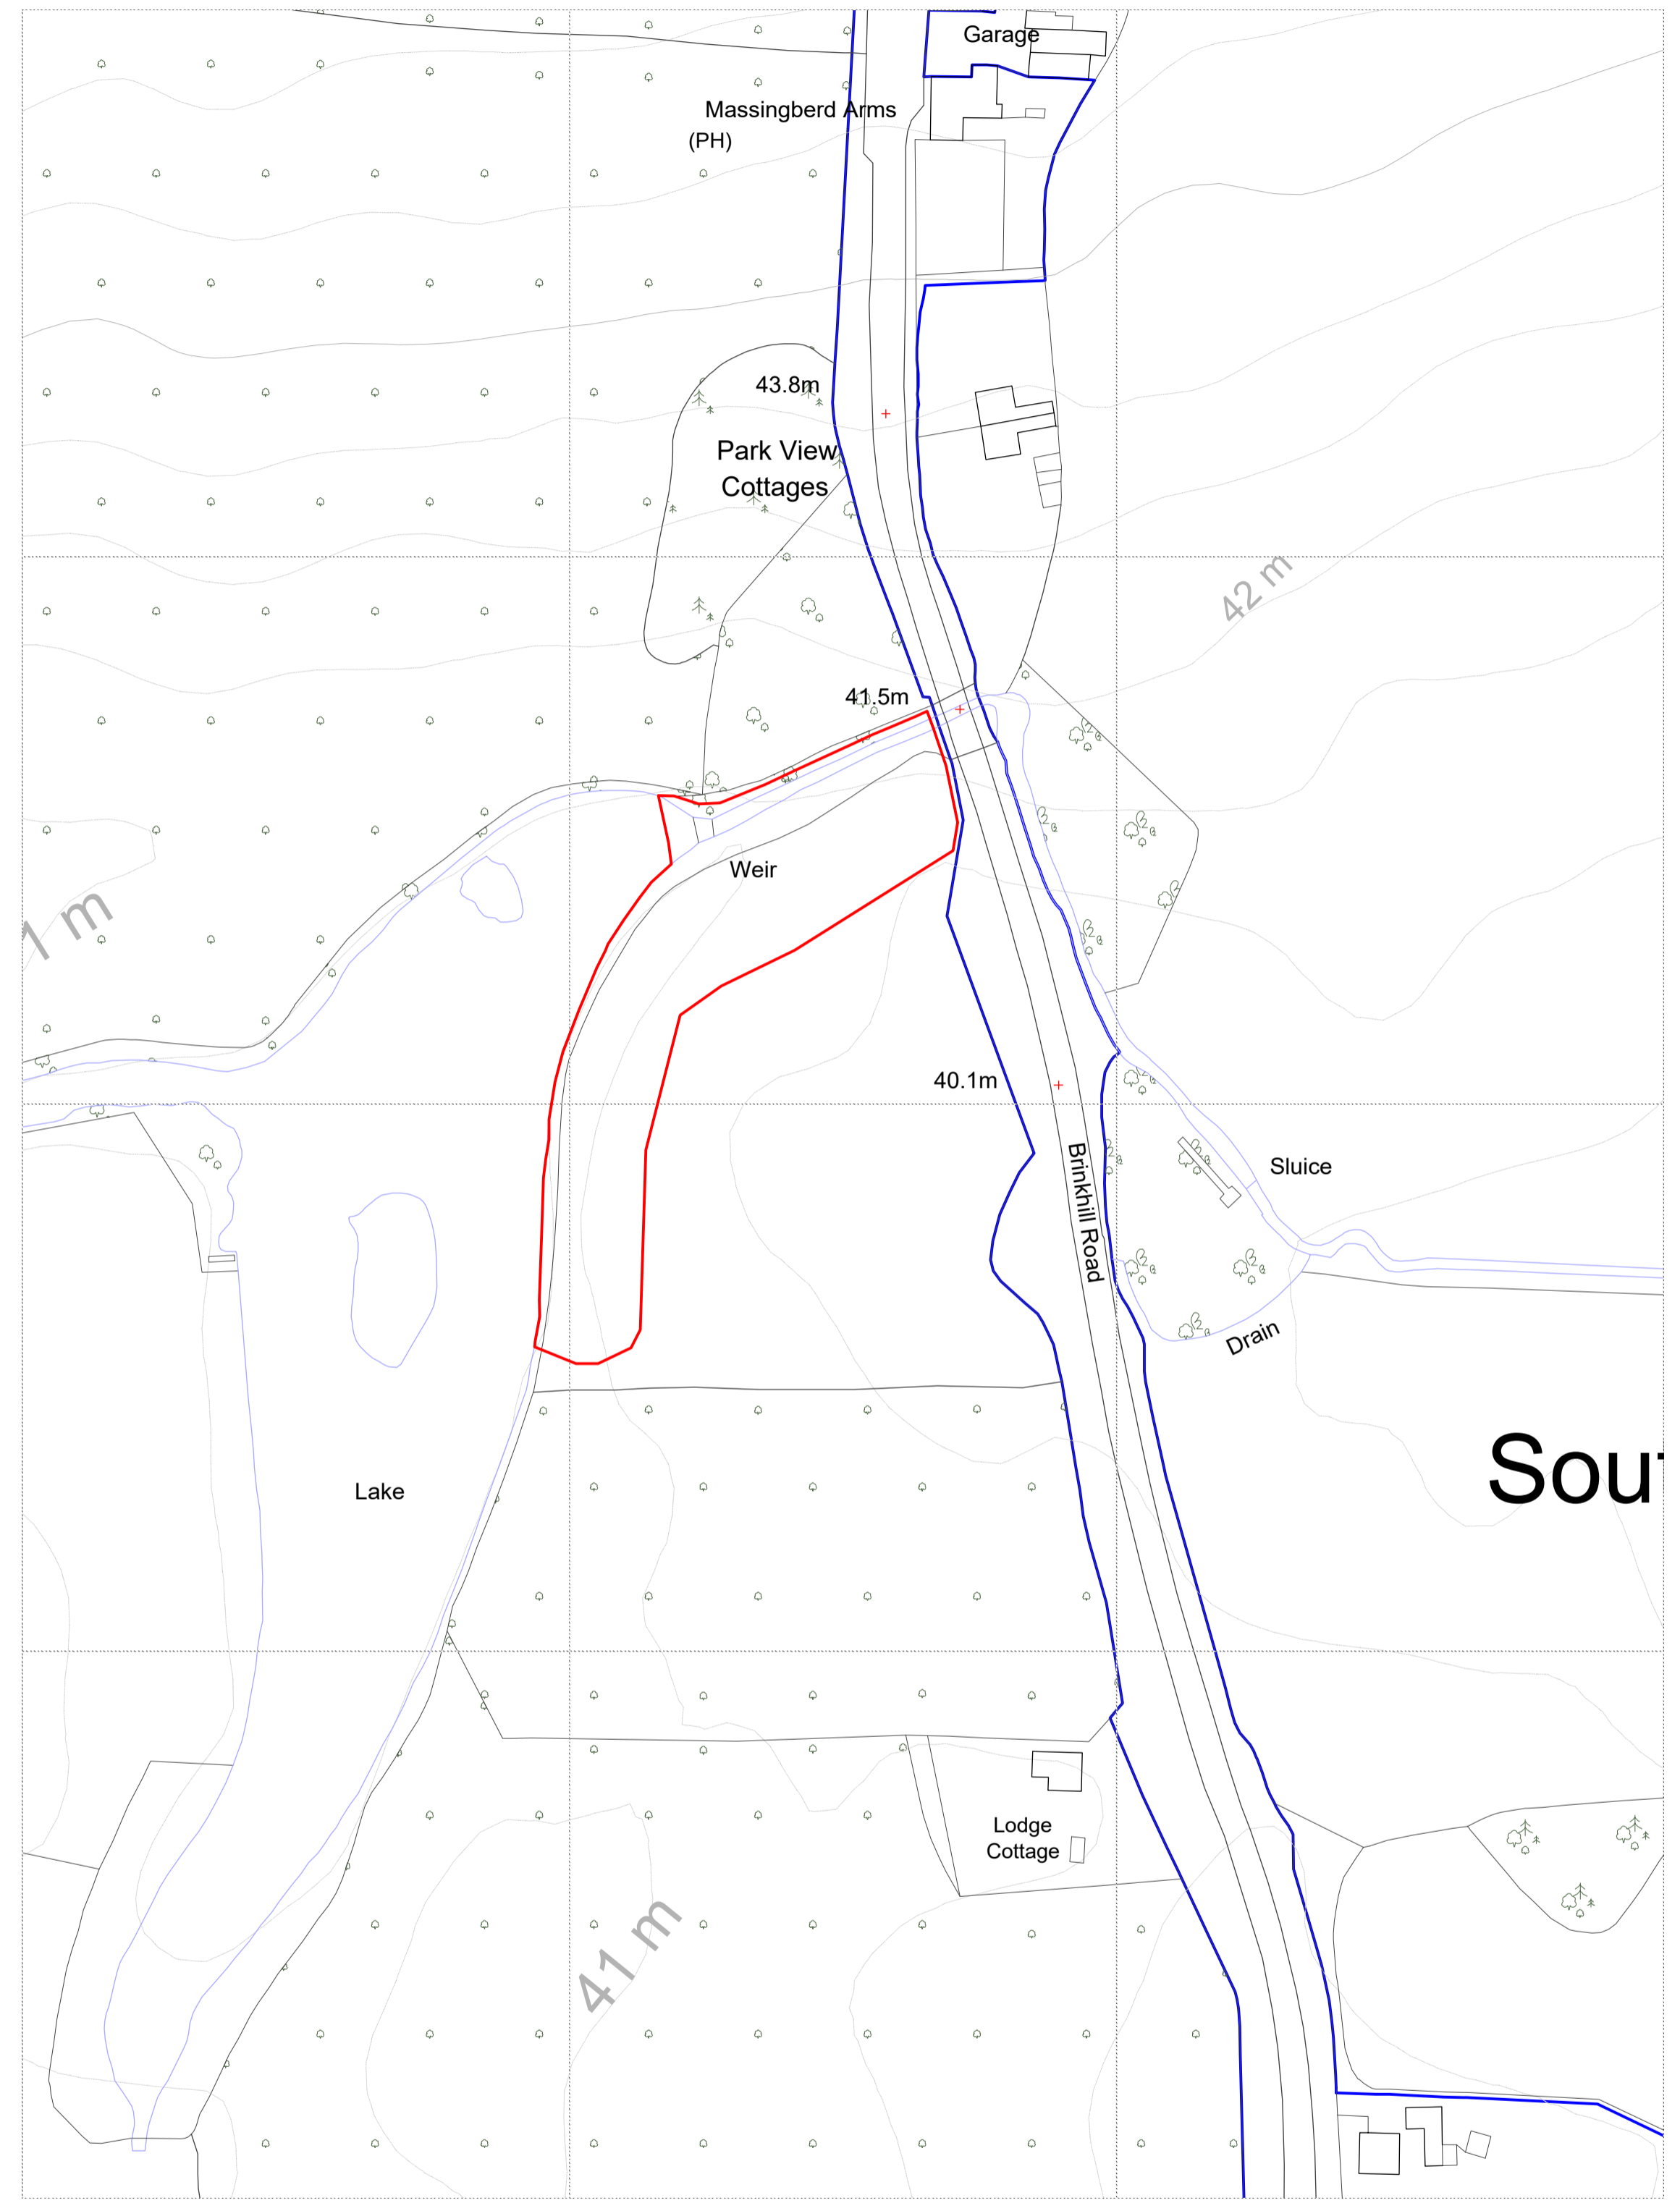 Garage
Massingberd Arms
(PH)
43.8m
Park View
Cottages
42 m
41.5m
Weir
1 m
40.1m
Brinkhill Road
Sluice
Drain
Sou
Lake
Lodge
Cottage
41 m